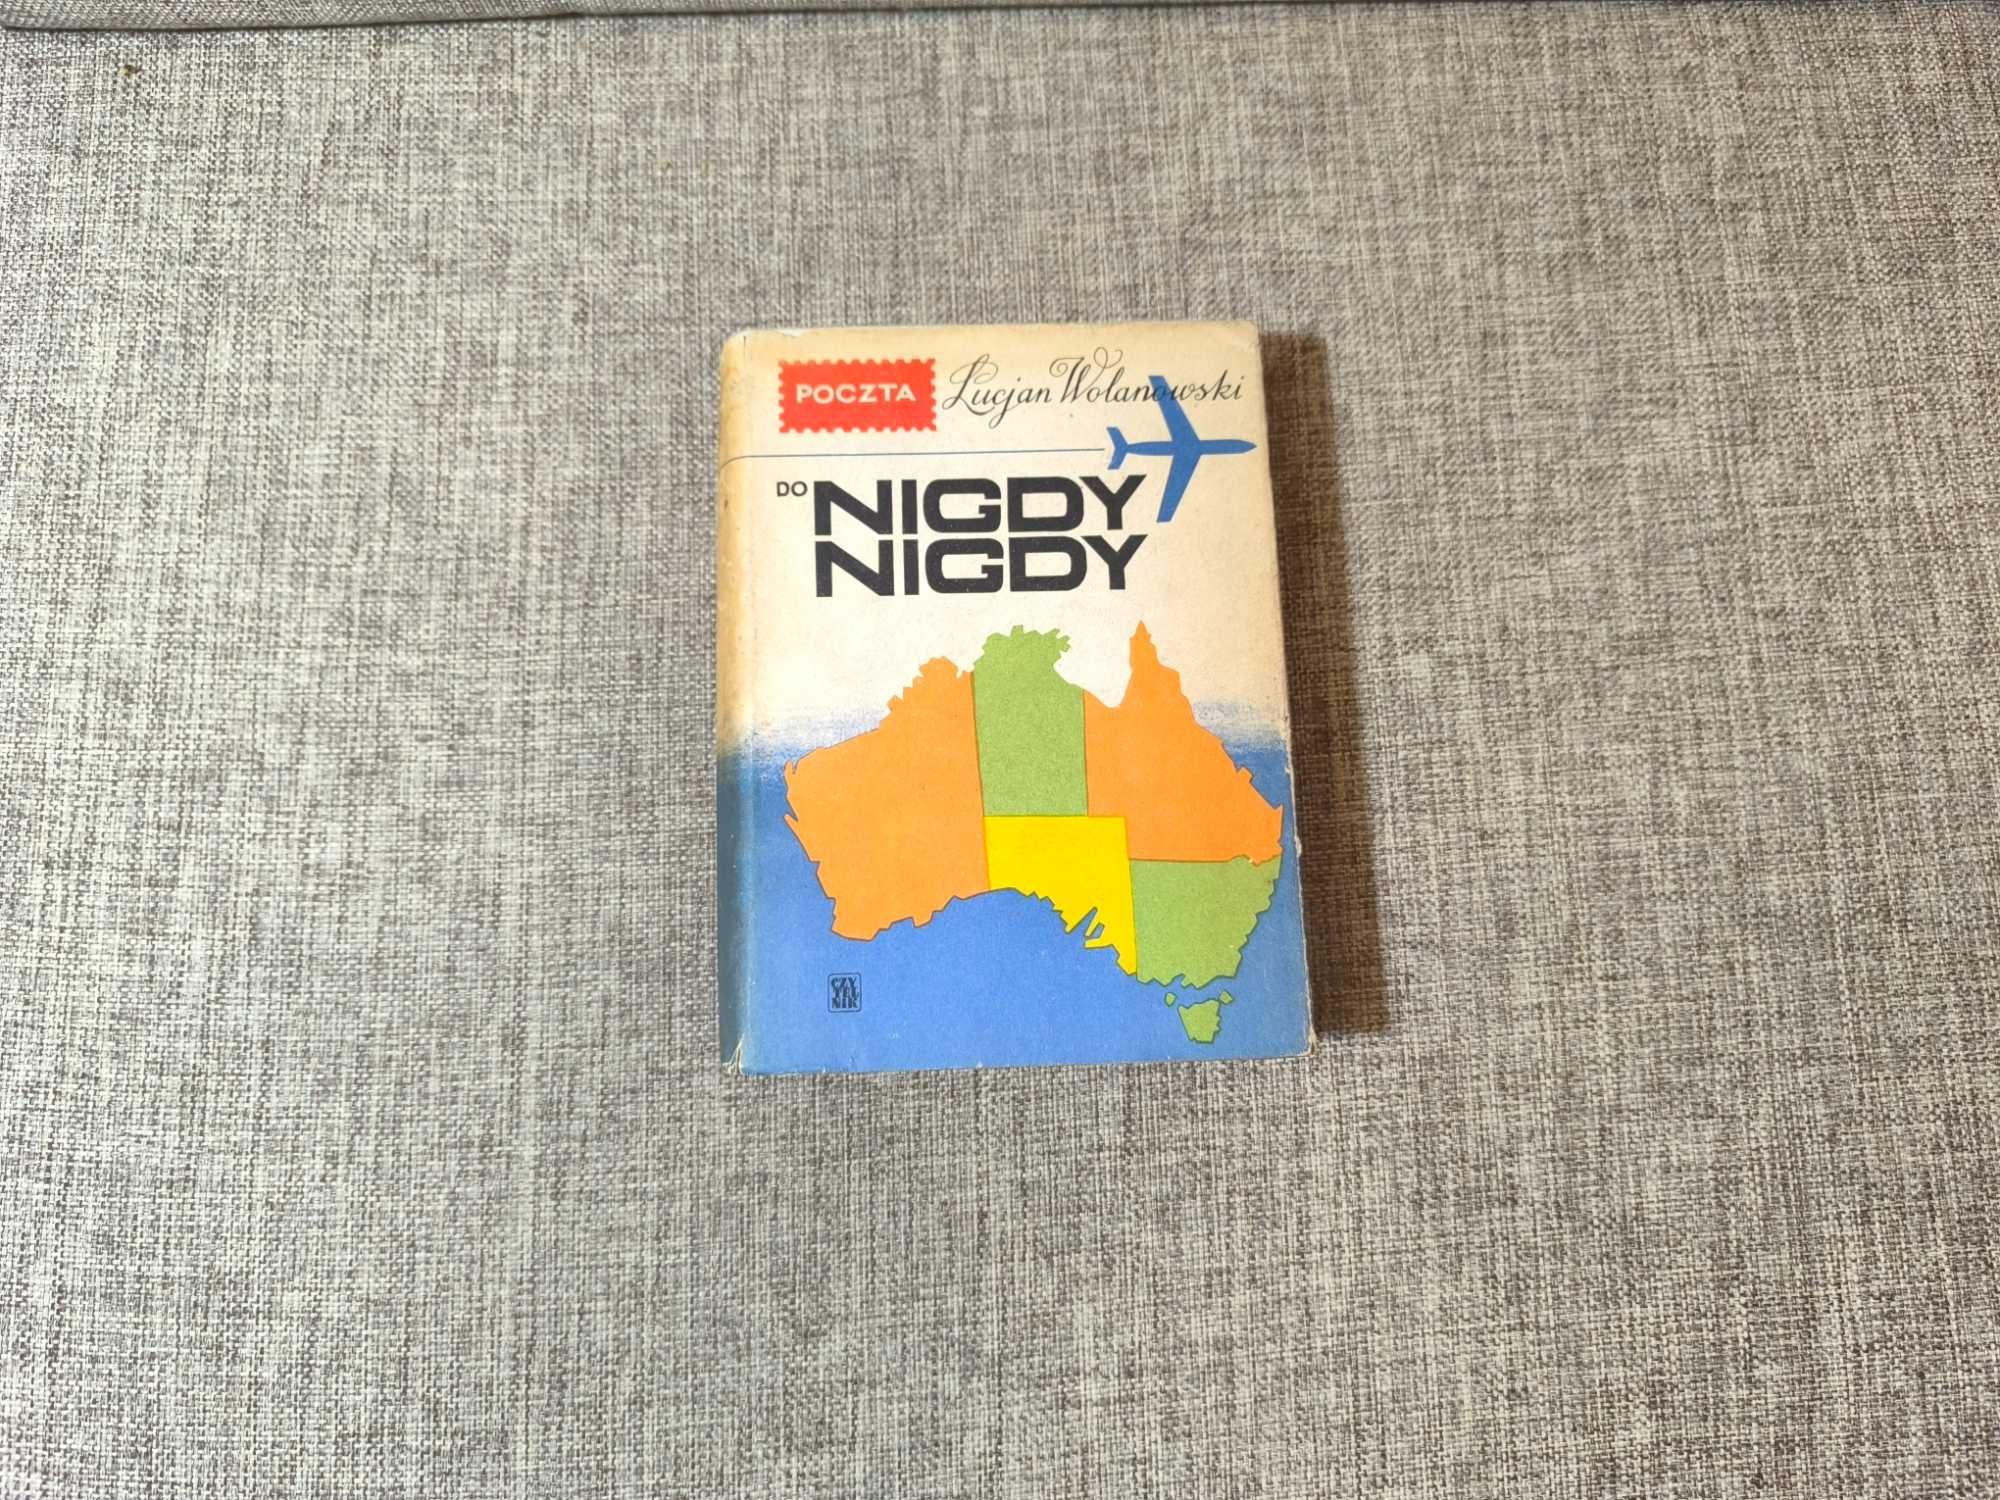 POCZTA
Lucjan Wolanowski
DO NIGDY
NIGDY
CZY
TEL
NIK